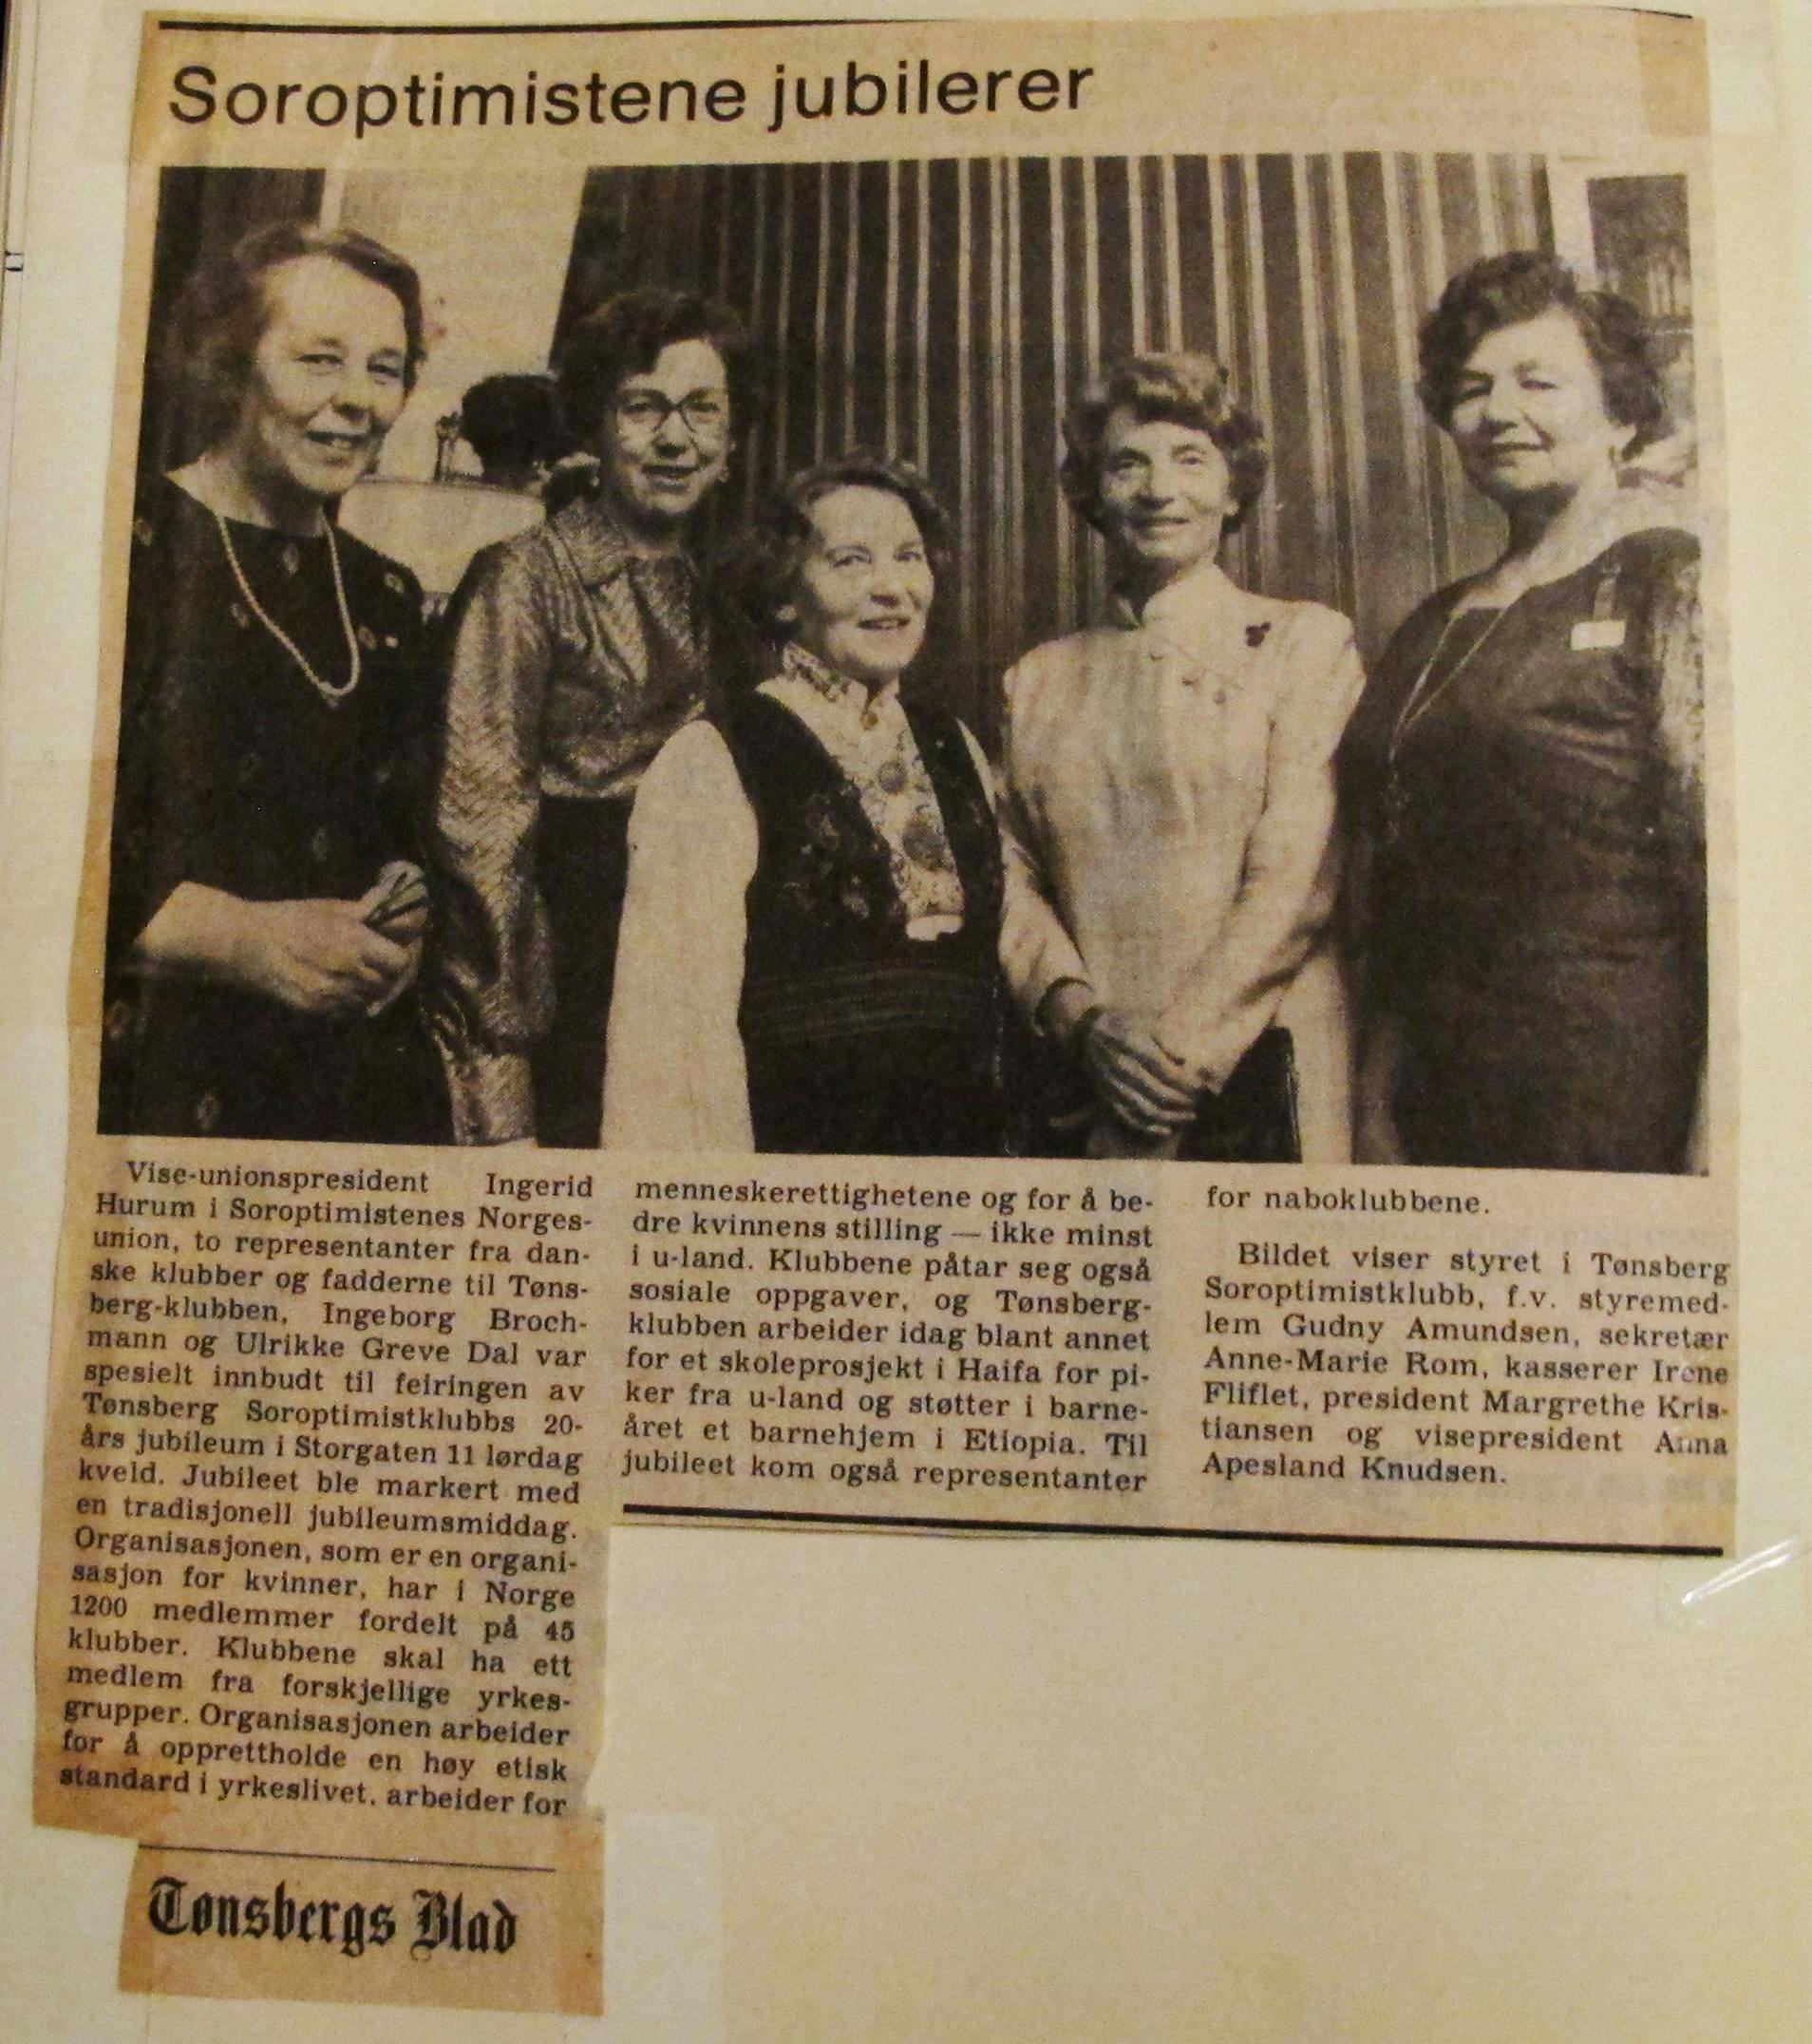 Soroptimistene jubilerer
Vise-unionspresident Ingerid
Hurum i Soroptimistenes Norges-
union, to representanter fra dan-
ske klubber og fadderne til Tøns-
berg-klubben, Ingeborg Broch-
mann og Ulrikke Greve Dal var
spesielt innbudt til feiringen av
Tønsberg Soroptimistklubbs 20-
års jubileum i Storgaten 11 lørdag
kveld. Jubileet ble markert med
en tradisjonell jubileumsmiddag.
Organisasjonen, som er en organi-
sasjon for kvinner, har i Norge
1200 medlemmer fordelt på 45
klubber. Klubbene skal ha ett
medlem fra forskjellige yrkes-
grupper. Organisasjonen arbeider
for å opprettholde en høy etisk
standard i yrkeslivet, arbeider for
menneskerettighetene og for å be-
dre kvinnens stilling — ikke minst
i u-land. Klubbene påtar seg også
sosiale oppgaver, og Tønsberg-
klubben arbeider idag blant annet
for et skoleprosjekt i Haifa for pi-
ker fra u-land og støtter i barne-
året et barnehjem i Etiopia. Til
jubileet kom også representanter
for naboklubbene.
Bildet viser styret i Tønsberg
Soroptimistklubb, f.v. styremed-
lem Gudny Amundsen, sekretær
Anne-Marie Rom, kasserer Irene
Fliflet, president Margrethe Kris-
tiansen og visepresident Anna
Apesland Knudsen.
Tønsbergs Blad